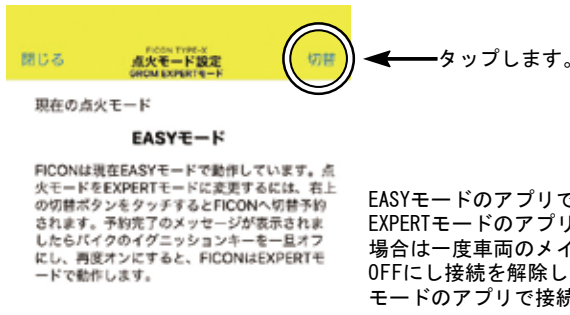 FICON TYPE-X
閉じる
点火モード設定
切替
GROM EXPERTモード
タップします。
現在の点火モード
EASYモード
FICONは現在EASYモードで動作しています。点
火モードをEXPERTモードに変更するには、右上
の切替ボタンをタッチするとFICONへ切替予約
されます。予約完了のメッセージが表示されま
したらバイクのイグニッションキーを一旦オフ
にし、再度オンにすると、FICONはEXPERTモ
ードで動作します。
EASYモードのアプリで
EXPERTモードのアプリ
場合は一度車両のメイ
OFFにし接続を解除し
モードのアプリで接続